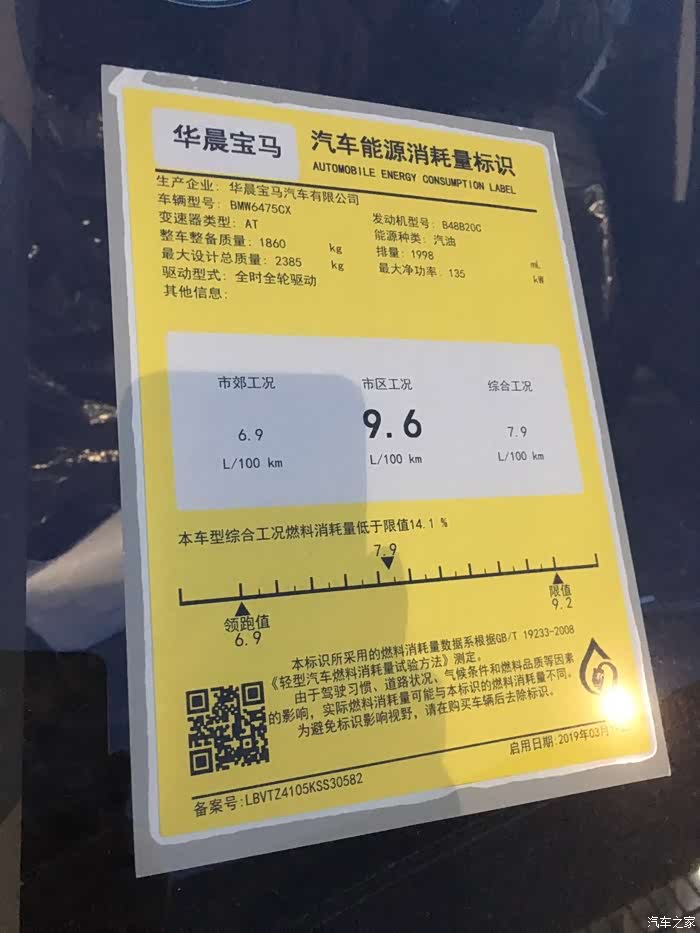 华晨宝马
汽车能源消耗量标识
AUTOMOBILE ENERGY CONSUMPTION LABEL
生产企业: 华晨宝马汽车有限公司
车辆型号: BMW6475CX
发动机型号: B48B20C
变速器类型: AT
能源种类: 汽油
整车整备质量: 1860 kg
排量: 1998 mL
最大设计总质量: 2385 kg
最大净功率: 135 kW
驱动型式: 全时全轮驱动
其他信息:
市郊工况 市区工况 综合工况
6.9 9.6 7.9
L/100 km L/100 km L/100 km
本车型综合工况燃料消耗量低于限值14.1 %
7.9
领跑值 限值
6.9 9.2
本标识所采用的燃料消耗量数据系根据GB/T 19233-2008
《轻型汽车燃料消耗量试验方法》测定。
由于驾驶习惯、道路状况、气候条件和燃料品质等因素
的影响, 实际燃料消耗量可能与本标识的燃料消耗量不同。
为避免标识影响视野, 请在购买车辆后去除标识。
启用日期:2019年03月
备案号:LBVTZ4105KSS30582
汽车之家